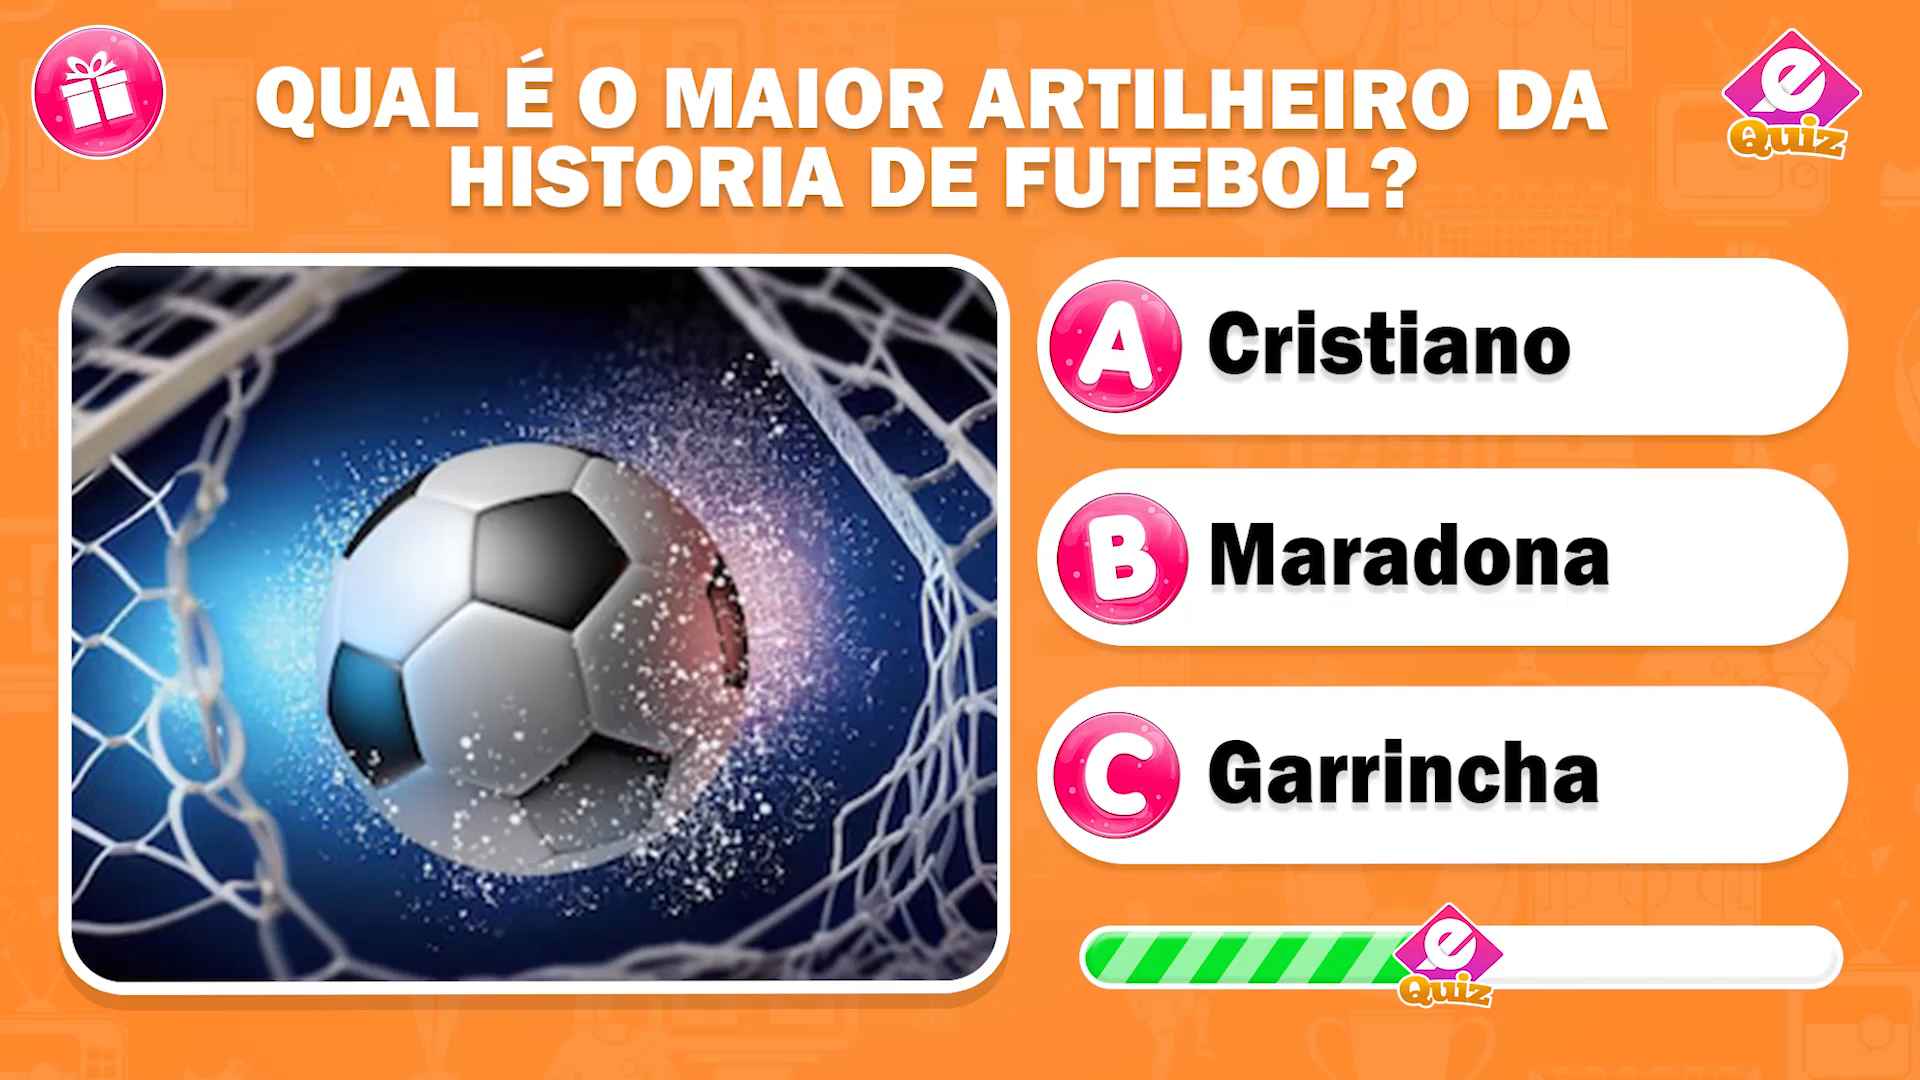 QUAL É O MAIOR ARTILHEIRO DA
HISTORIA DE FUTEBOL?
e
Quiz
A Cristiano
B Maradona
C Garrincha
e
Quiz